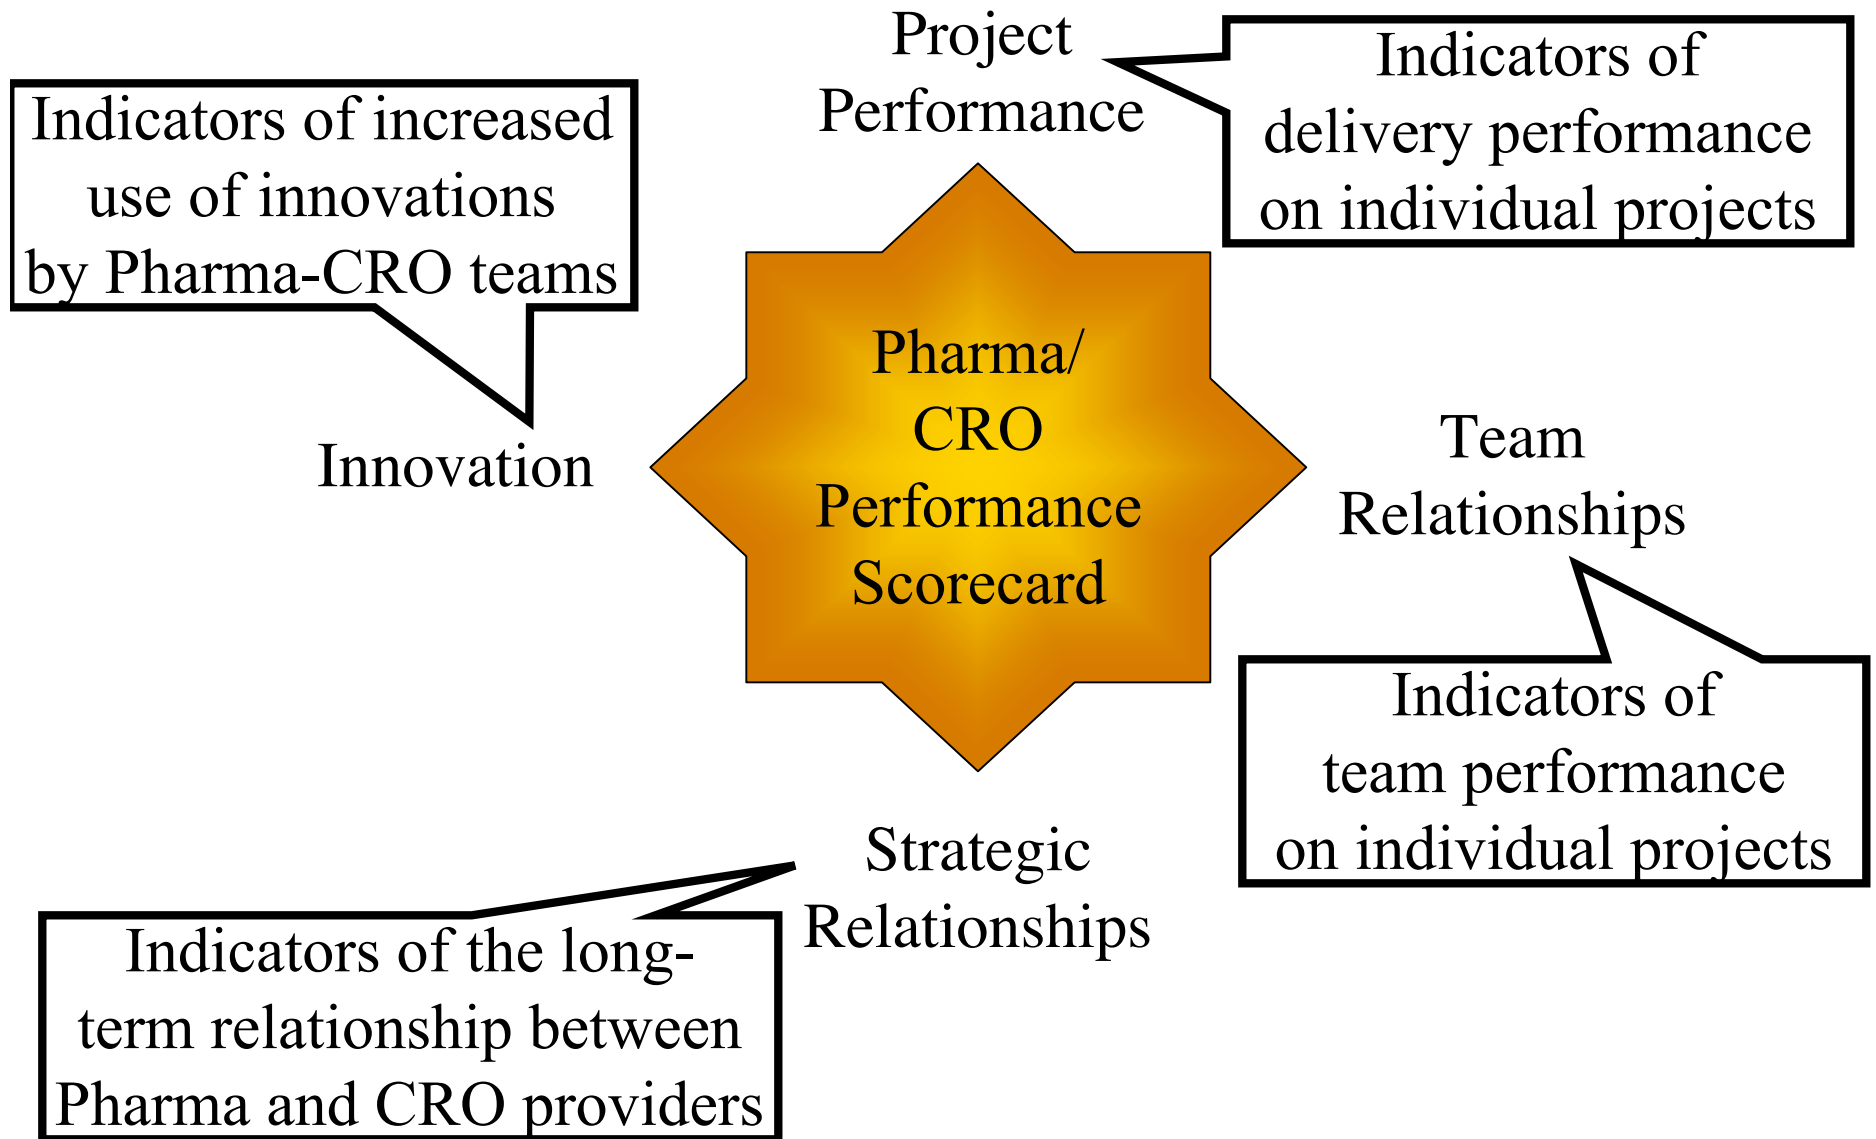 Project
Performance
Indicators of
delivery performance
on individual projects
Indicators of increased
use of innovations
by Pharma-CRO teams
Innovation
Pharma/
CRO
Performance
Scorecard
Team
Relationships
Indicators of
team performance
on individual projects
Strategic
Relationships
Indicators of the long-
term relationship between
Pharma and CRO providers